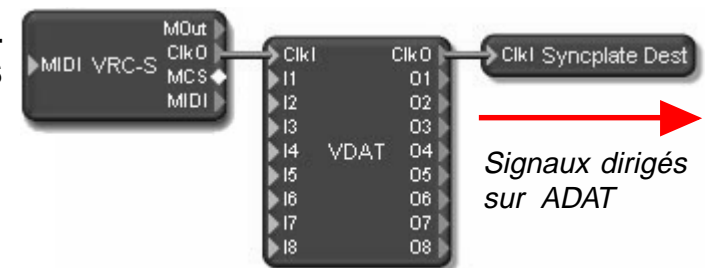 MIDI VRC-S
MOut
ClkO
MCS
MIDI
ClkI
I1
I2
I3
I4
I5
I6
I7
I8
VDAT
ClkO
O1
O2
O3
O4
O5
O6
O7
O8
ClkI Syncplate Dest
Signaux dirigés
sur ADAT